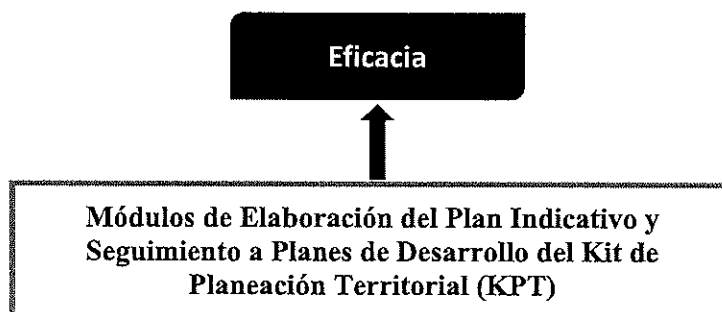 Eficacia
Módulos de Elaboración del Plan Indicativo y
Seguimiento a Planes de Desarrollo del Kit de
Planeación Territorial (KPT)